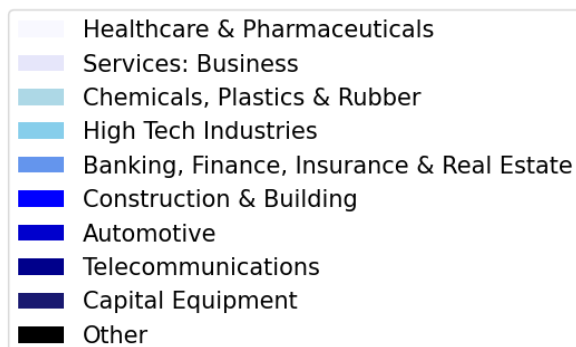 Healthcare & Pharmaceuticals
Services: Business
Chemicals, Plastics & Rubber
High Tech Industries
Banking, Finance, Insurance & Real Estate
Construction & Building
Automotive
Telecommunications
Capital Equipment
Other